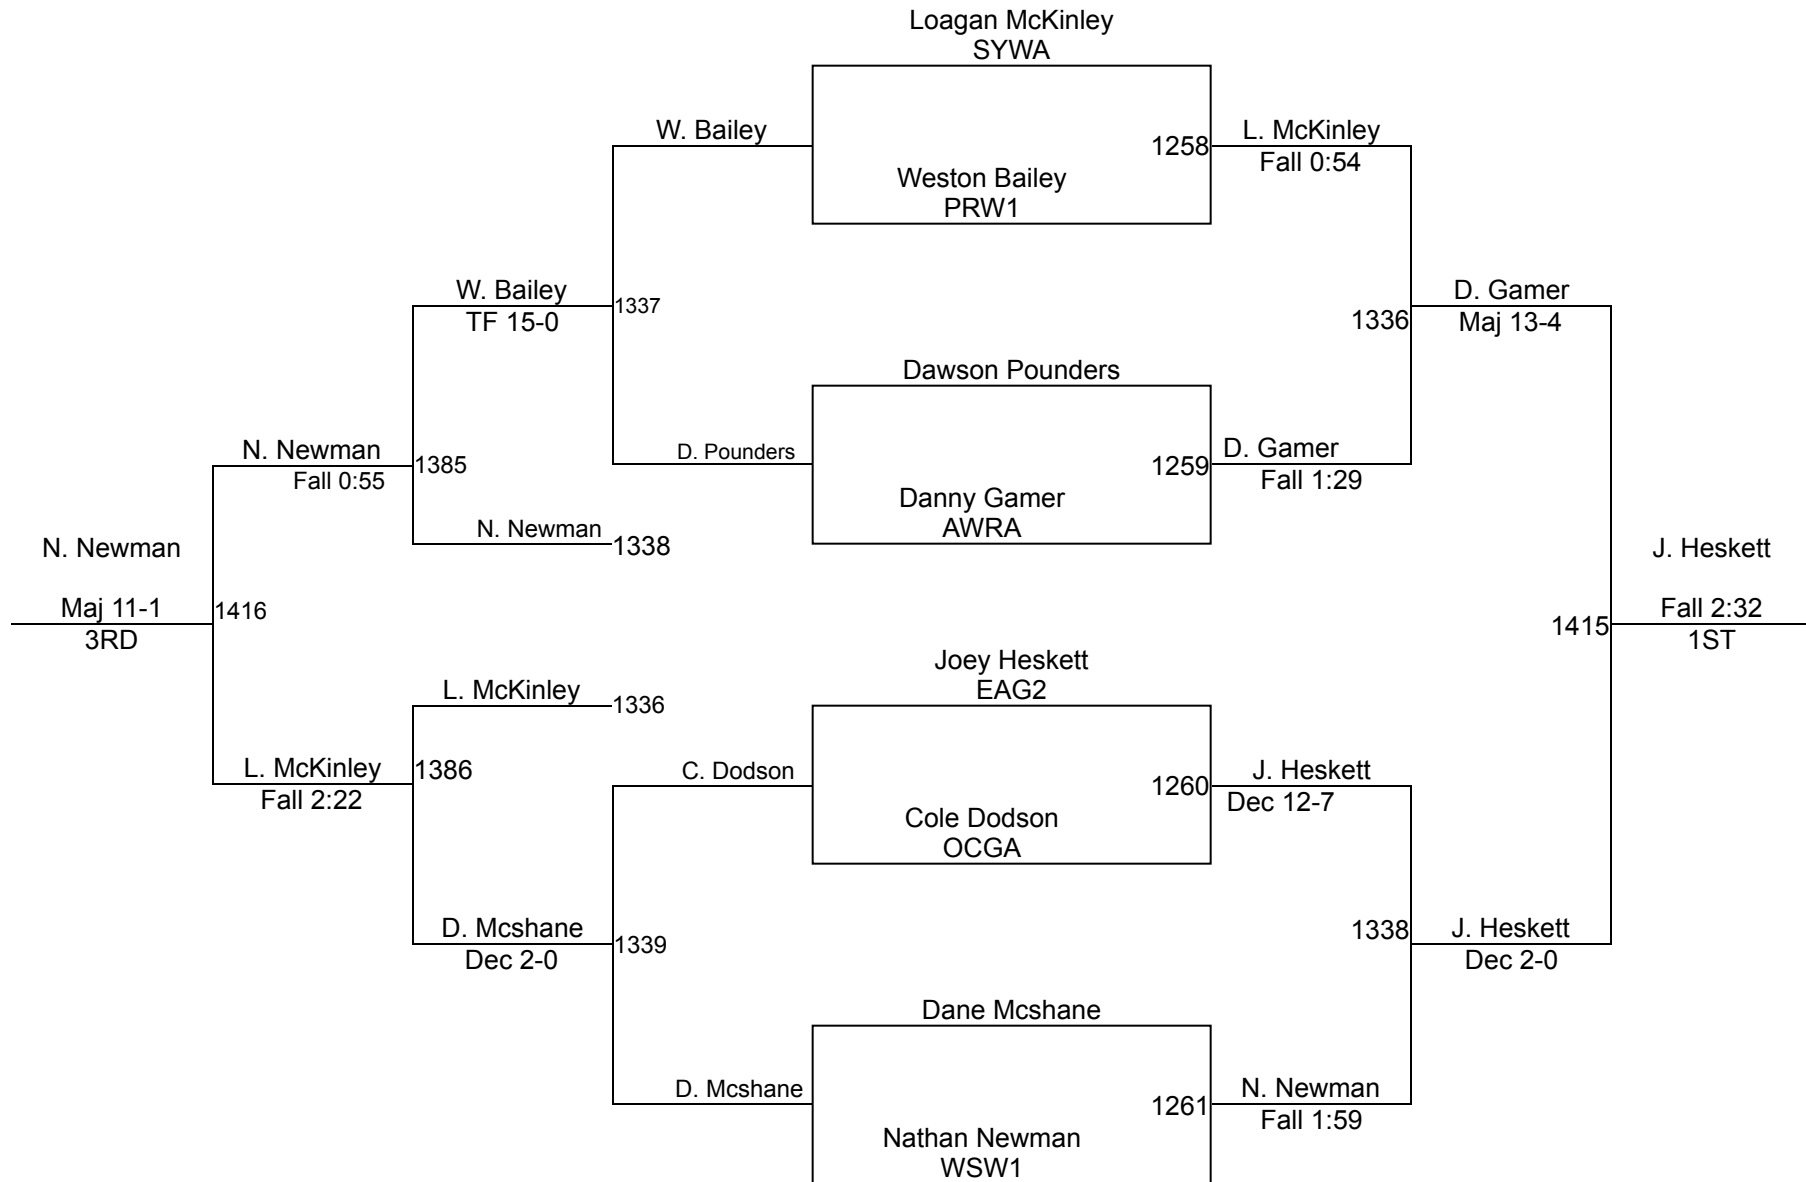 Loagan McKinley
SYWA
W. Bailey
1258
L. McKinley
Fall 0:54
Weston Bailey
PRW1
W. Bailey
TF 15-0
1337
1336
D. Gamer
Maj 13-4
Dawson Pounders
N. Newman
Fall 0:55
1385
D. Pounders
1259
D. Gamer
Fall 1:29
Danny Gamer
AWRA
N. Newman
1338
N. Newman
Maj 11-1
3RD
1416
J. Heskett
Fall 2:32
1ST
1415
Joey Heskett
EAG2
L. McKinley
1336
L. McKinley
Fall 2:22
1386
C. Dodson
1260
J. Heskett
Dec 12-7
Cole Dodson
OCGA
D. Mcshane
Dec 2-0
1339
1338
J. Heskett
Dec 2-0
Dane Mcshane
D. Mcshane
1261
N. Newman
Fall 1:59
Nathan Newman
WSW1